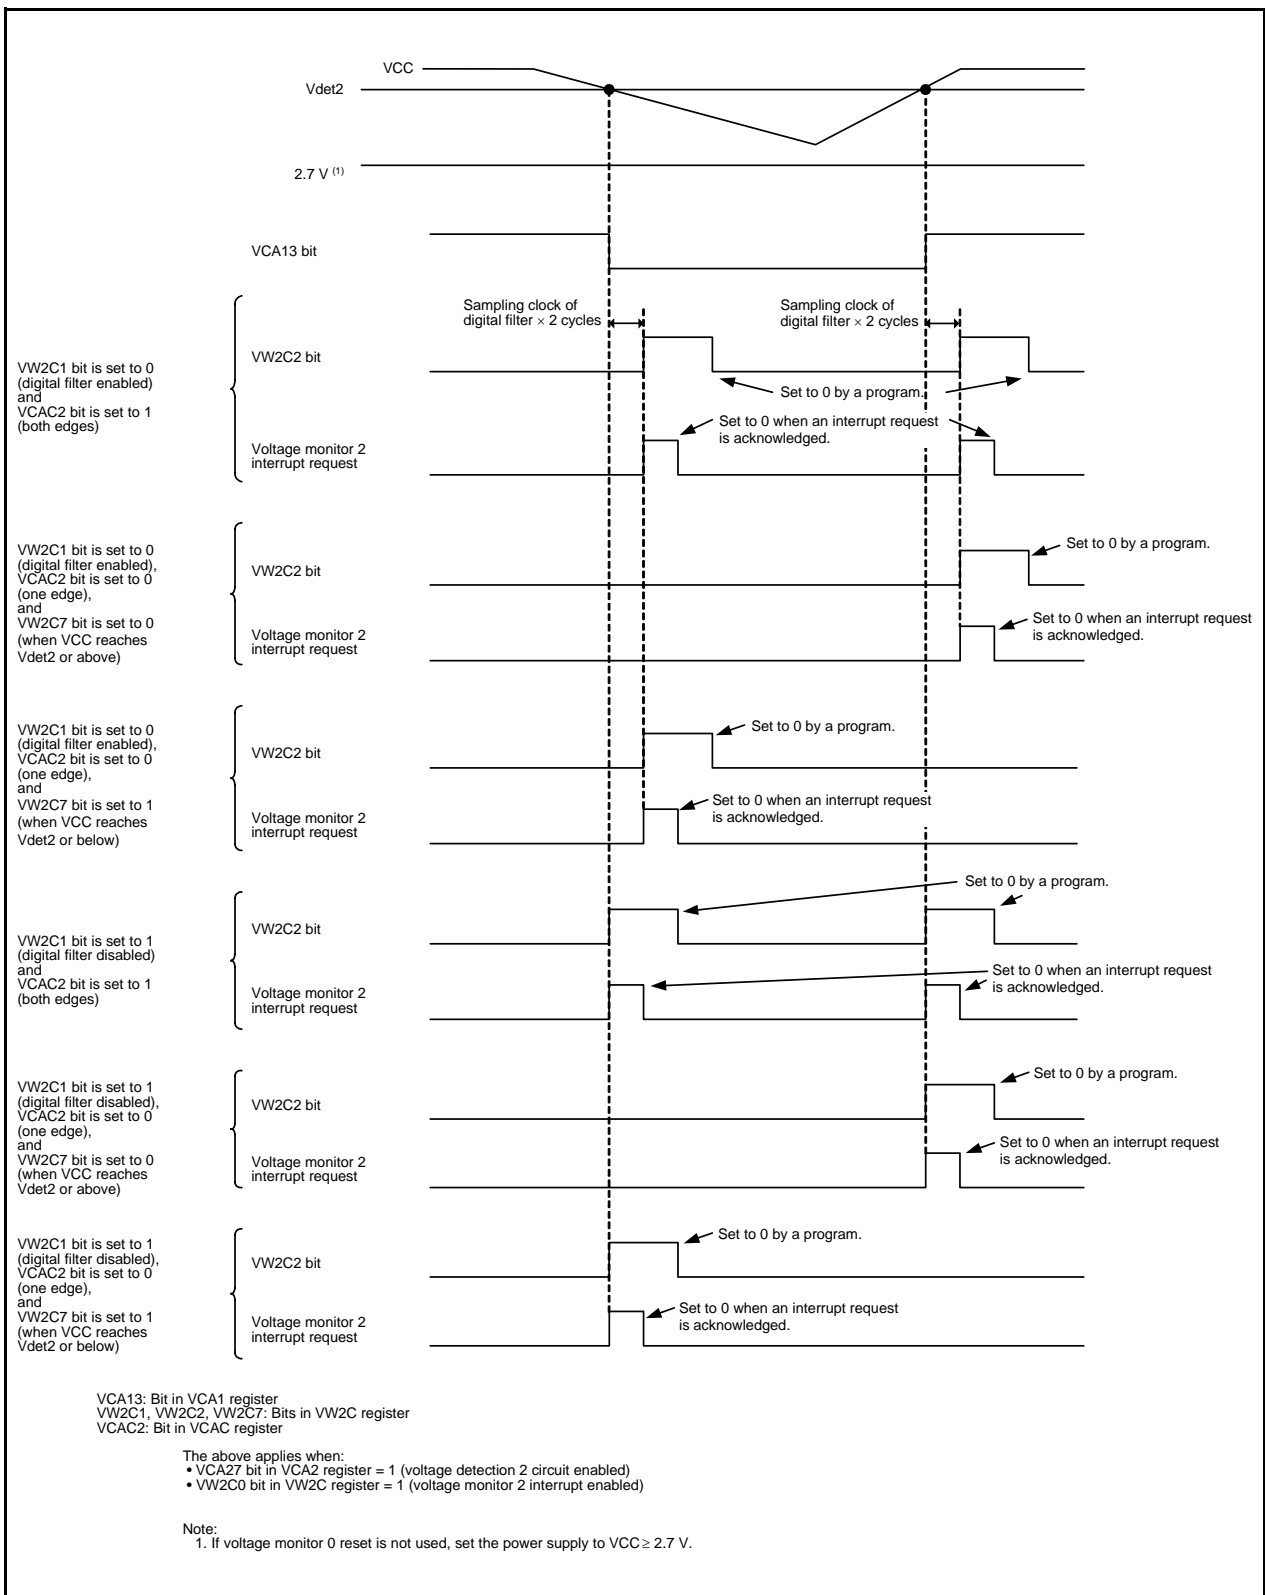 VCC
Vdet2
2.7 V (1)
VCA13 bit
Sampling clock of
digital filter × 2 cycles
Sampling clock of
digital filter × 2 cycles
VW2C1 bit is set to 0
(digital filter enabled)
and
VCAC2 bit is set to 1
(both edges)
VW2C2 bit
Set to 0 by a program.
Set to 0 when an interrupt request
is acknowledged.
Voltage monitor 2
interrupt request
VW2C1 bit is set to 0
(digital filter enabled),
VCAC2 bit is set to 0
(one edge),
and
VW2C7 bit is set to 0
(when VCC reaches
Vdet2 or above)
VW2C2 bit
Set to 0 by a program.
Voltage monitor 2
interrupt request
Set to 0 when an interrupt request
is acknowledged.
VW2C1 bit is set to 0
(digital filter enabled),
VCAC2 bit is set to 0
(one edge),
and
VW2C7 bit is set to 1
(when VCC reaches
Vdet2 or below)
VW2C2 bit
Set to 0 by a program.
Voltage monitor 2
interrupt request
Set to 0 when an interrupt request
is acknowledged.
VW2C1 bit is set to 1
(digital filter disabled)
and
VCAC2 bit is set to 1
(both edges)
VW2C2 bit
Set to 0 by a program.
Voltage monitor 2
interrupt request
Set to 0 when an interrupt request
is acknowledged.
VW2C1 bit is set to 1
(digital filter disabled),
VCAC2 bit is set to 0
(one edge),
and
VW2C7 bit is set to 0
(when VCC reaches
Vdet2 or above)
VW2C2 bit
Set to 0 by a program.
Voltage monitor 2
interrupt request
Set to 0 when an interrupt request
is acknowledged.
VW2C1 bit is set to 1
(digital filter disabled),
VCAC2 bit is set to 0
(one edge),
and
VW2C7 bit is set to 1
(when VCC reaches
Vdet2 or below)
VW2C2 bit
Set to 0 by a program.
Voltage monitor 2
interrupt request
Set to 0 when an interrupt request
is acknowledged.
VCA13: Bit in VCA1 register
VW2C1, VW2C2, VW2C7: Bits in VW2C register
VCAC2: Bit in VCAC register
The above applies when:
• VCA27 bit in VCA2 register = 1 (voltage detection 2 circuit enabled)
• VW2C0 bit in VW2C register = 1 (voltage monitor 2 interrupt enabled)
Note:
1. If voltage monitor 0 reset is not used, set the power supply to VCC ≥ 2.7 V.